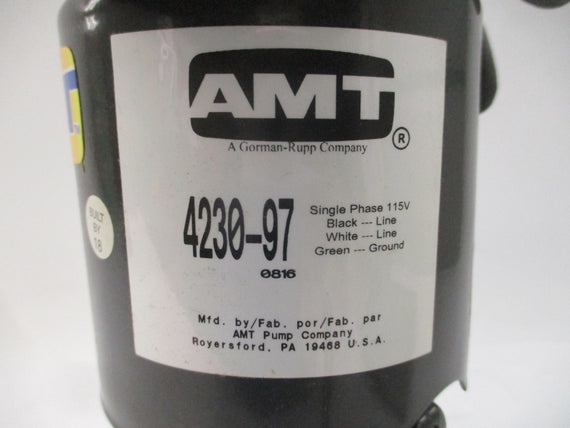 AMT
®
A Gorman-Rupp Company
4230-97
0816
Single Phase 115V
Black --- Line
White --- Line
Green --- Ground
BUILT
BY
18
Mfd. by/Fab. por/Fab. par
AMT Pump Company
Royersford, PA 19468 U.S.A.